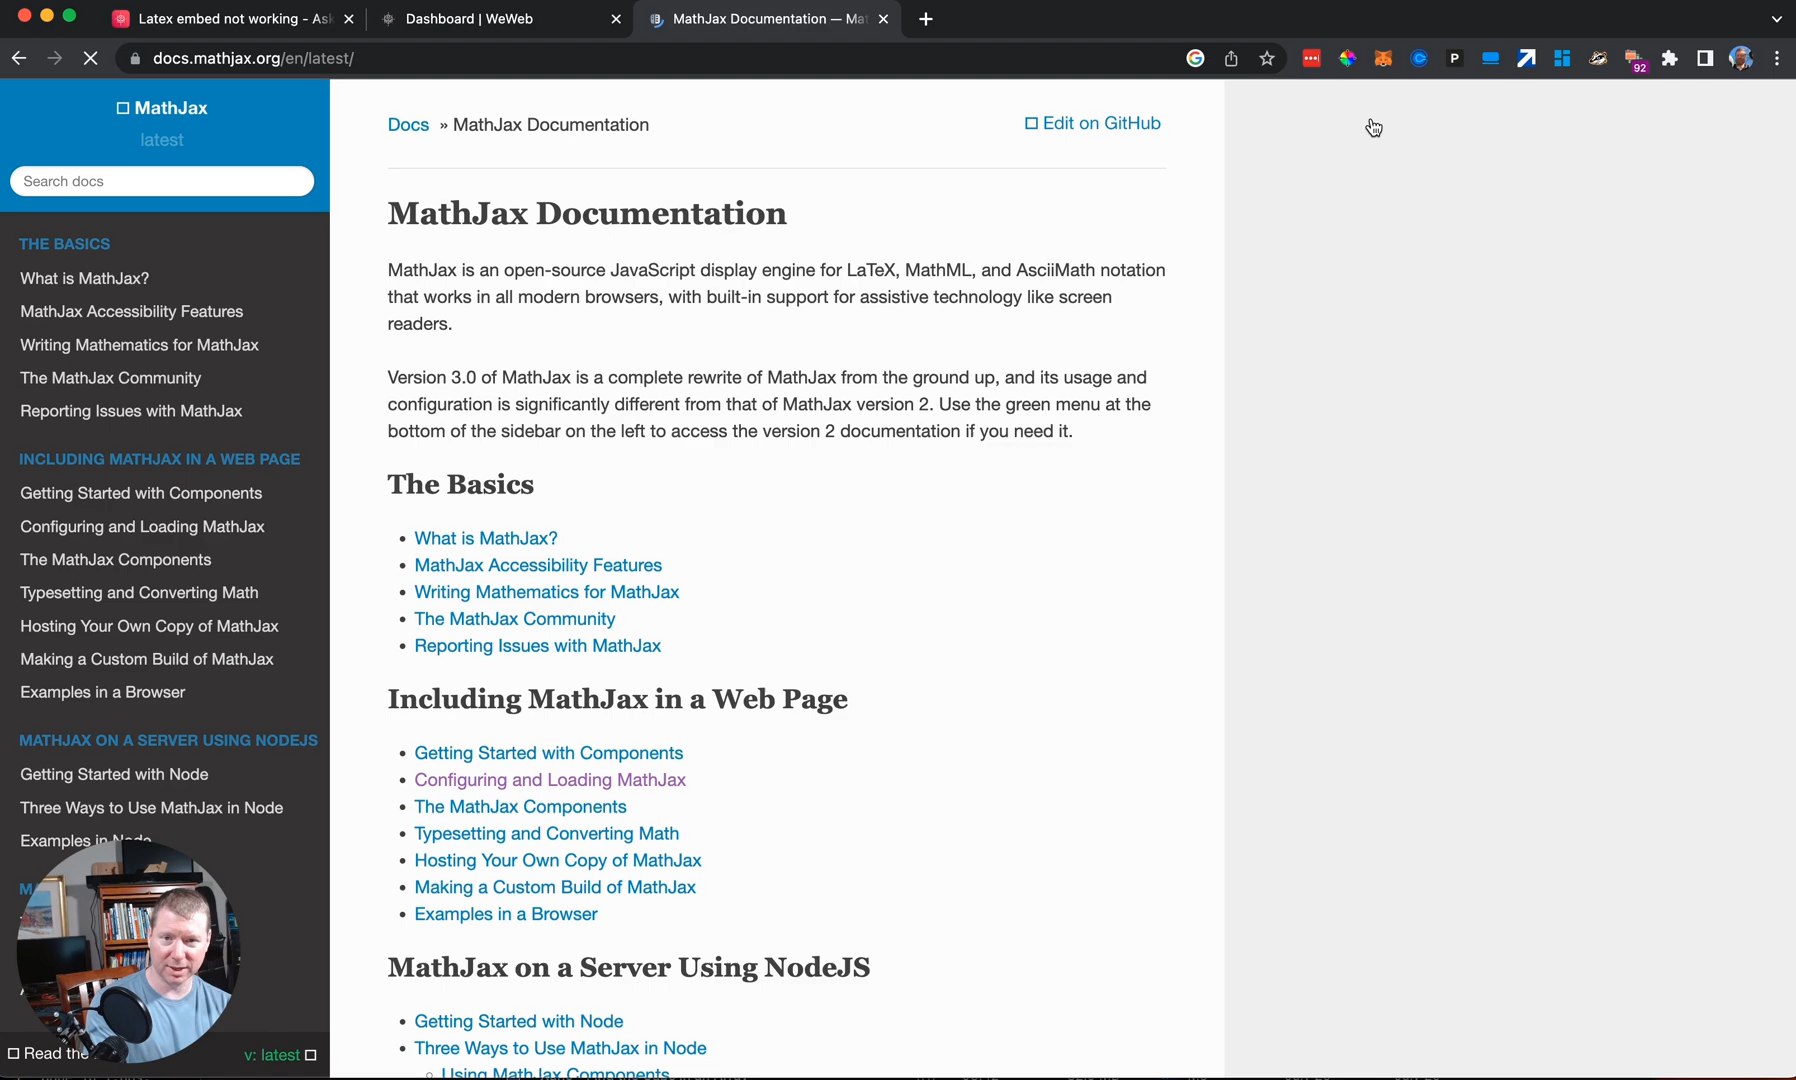 Latex embed not working - Ask
Dashboard | WeWeb
MathJax Documentation — Mat
docs.mathjax.org/en/latest/
P
92
MathJax
latest
Search docs
THE BASICS
What is MathJax?
MathJax Accessibility Features
Writing Mathematics for MathJax
The MathJax Community
Reporting Issues with MathJax
INCLUDING MATHJAX IN A WEB PAGE
Getting Started with Components
Configuring and Loading MathJax
The MathJax Components
Typesetting and Converting Math
Hosting Your Own Copy of MathJax
Making a Custom Build of MathJax
Examples in a Browser
MATHJAX ON A SERVER USING NODEJS
Getting Started with Node
Three Ways to Use MathJax in Node
Examples in Node
Read the
v: latest
Docs » MathJax Documentation
Edit on GitHub
MathJax Documentation
MathJax is an open-source JavaScript display engine for LaTeX, MathML, and AsciiMath notation
that works in all modern browsers, with built-in support for assistive technology like screen
readers.
Version 3.0 of MathJax is a complete rewrite of MathJax from the ground up, and its usage and
configuration is significantly different from that of MathJax version 2. Use the green menu at the
bottom of the sidebar on the left to access the version 2 documentation if you need it.
The Basics
• What is MathJax?
• MathJax Accessibility Features
• Writing Mathematics for MathJax
• The MathJax Community
• Reporting Issues with MathJax
Including MathJax in a Web Page
• Getting Started with Components
• Configuring and Loading MathJax
• The MathJax Components
• Typesetting and Converting Math
• Hosting Your Own Copy of MathJax
• Making a Custom Build of MathJax
• Examples in a Browser
MathJax on a Server Using NodeJS
• Getting Started with Node
• Three Ways to Use MathJax in Node
Using MathJax Components